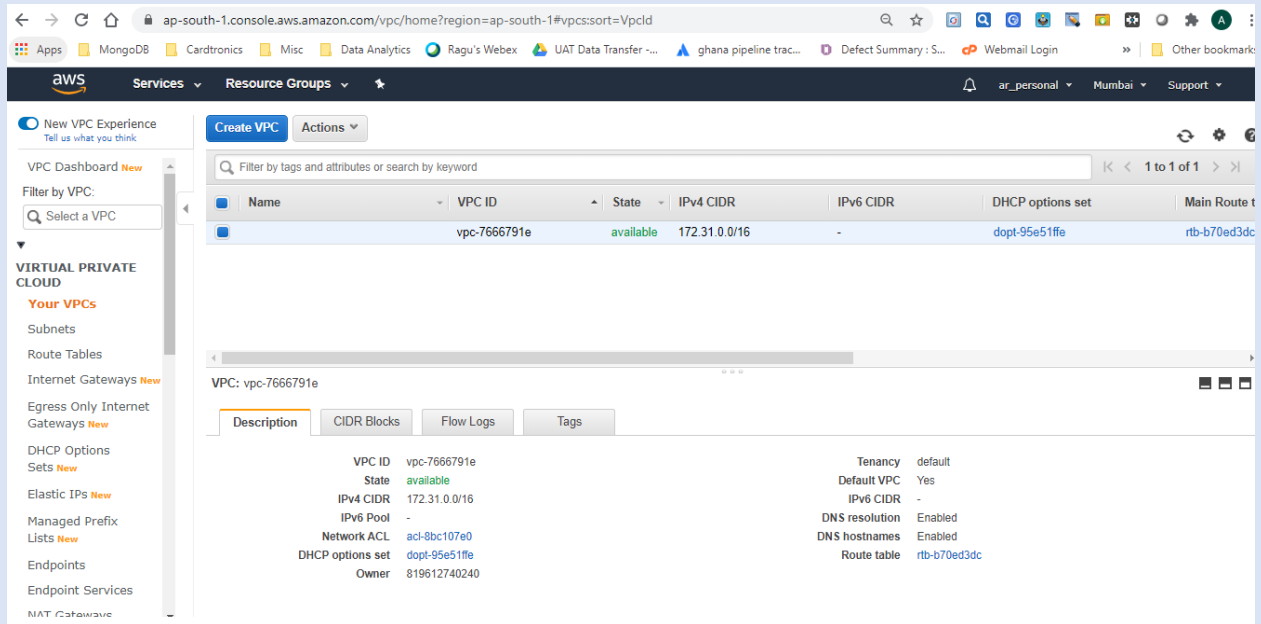 ap-south-1.console.aws.amazon.com/vpc/home?region=ap-south-1#vpcs:sort=VpcId
A
Apps MongoDB Cardtronics Misc Data Analytics Ragu's Webex UAT Data Transfer -... ghana pipeline trac... Defect Summary : S... cP Webmail Login » Other bookmarks
aws Services Resource Groups ar_personal Mumbai Support
New VPC Experience
Tell us what you think
Create VPC Actions
VPC Dashboard New
Filter by tags and attributes or search by keyword
1 to 1 of 1
Filter by VPC:
Select a VPC
Name VPC ID State IPv4 CIDR IPv6 CIDR DHCP options set Main Route t
vpc-7666791e available 172.31.0.0/16 - dopt-95e51ffe rtb-b70ed3dc
VIRTUAL PRIVATE
CLOUD
Your VPCs
Subnets
Route Tables
Internet Gateways New
Egress Only Internet
Gateways New
DHCP Options
Sets New
Elastic IPs New
Managed Prefix
Lists New
Endpoints
Endpoint Services
NAT Gateways
VPC: vpc-7666791e
Description CIDR Blocks Flow Logs Tags
VPC ID vpc-7666791e
State available
IPv4 CIDR 172.31.0.0/16
IPv6 Pool -
Network ACL acl-8bc107e0
DHCP options set dopt-95e51ffe
Owner 819612740240
Tenancy default
Default VPC Yes
IPv6 CIDR -
DNS resolution Enabled
DNS hostnames Enabled
Route table rtb-b70ed3dc